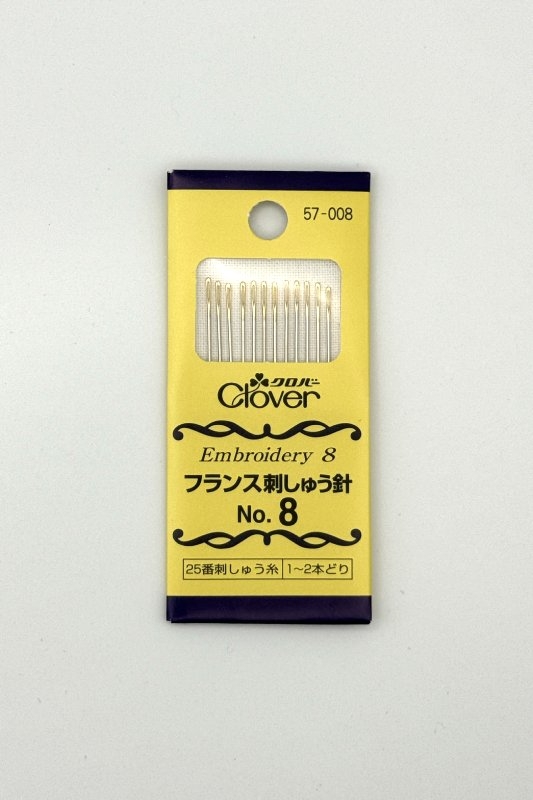 57-008
クロバー
Clover
Embroidery 8
フランス刺しゅう針
No. 8
25番刺しゅう糸 1~2本どり